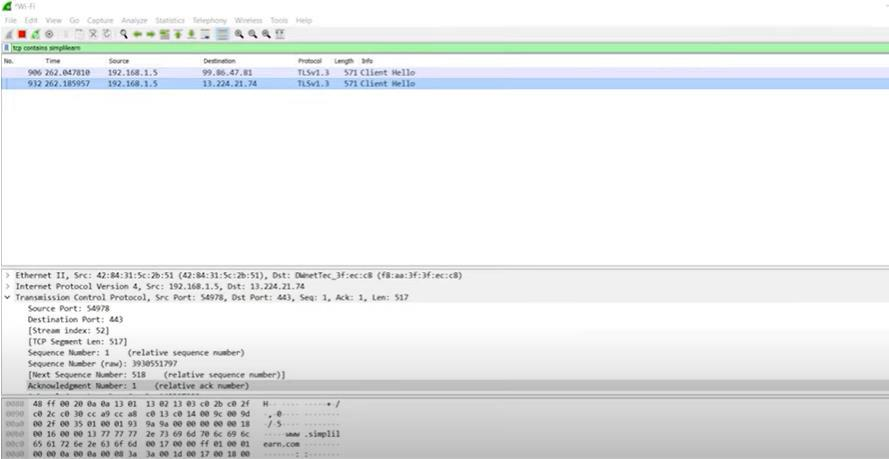 *Wi-Fi
File Edit View Go Capture Analyze Statistics Telephony Wireless Tools Help
tcp contains simplilearn
No. Time Source Destination Protocol Length Info
906 262.047810 192.168.1.5 99.86.47.81 TLSv1.3 571 Client Hello
932 262.185957 192.168.1.5 13.224.21.74 TLSv1.3 571 Client Hello
> Ethernet II, Src: 42:84:31:5c:2b:51 (42:84:31:5c:2b:51), Dst: DWnetTec_3f:ec:c8 (f8:aa:3f:3f:ec:c8)
> Internet Protocol Version 4, Src: 192.168.1.5, Dst: 13.224.21.74
Transmission Control Protocol, Src Port: 54978, Dst Port: 443, Seq: 1, Ack: 1, Len: 517
Source Port: 54978
Destination Port: 443
[Stream index: 52]
[TCP Segment Len: 517]
Sequence Number: 1 (relative sequence number)
Sequence Number (raw): 3930551797
[Next Sequence Number: 518 (relative sequence number)]
Acknowledgment Number: 1 (relative ack number)
0080 48 ff 00 20 0a 0a 13 01 13 02 13 03 c0 2b c0 2f H·· ···· ·····+·/
0090 c0 2c c0 30 cc a9 cc a8 c0 13 c0 14 00 9c 00 9d ·,·0···· ········
00a0 00 2f 00 35 01 00 01 93 9a 9a 00 00 00 00 00 18 ·/·5···· ········
00b0 00 16 00 00 13 77 77 77 2e 73 69 6d 70 6c 69 6c ·····www .simplil
00c0 65 61 72 6e 2e 63 6f 6d 00 17 00 00 ff 01 00 01 earn.com ········
00d0 00 00 0a 00 0a 00 08 3a 3a 00 1d 00 17 00 18 00 ·······: :·······